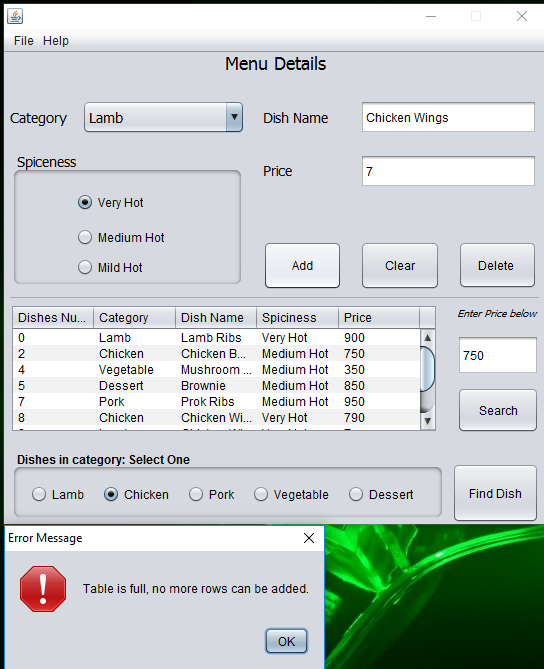 File Help
Menu Details
Category Lamb Dish Name Chicken Wings
Spiceness
Price 7
Very Hot
Medium Hot
Mild Hot
Add Clear Delete
Enter Price below
Dishes Nu... Category Dish Name Spiciness Price
0 Lamb Lamb Ribs Very Hot 900
2 Chicken Chicken B... Medium Hot 750
4 Vegetable Mushroom ... Medium Hot 350
5 Dessert Brownie Medium Hot 850
7 Pork Prok Ribs Medium Hot 950
8 Chicken Chicken Wi... Very Hot 790
750
Search
Dishes in category: Select One
Lamb Chicken Pork Vegetable Dessert
Find Dish
Error Message
Table is full, no more rows can be added.
OK